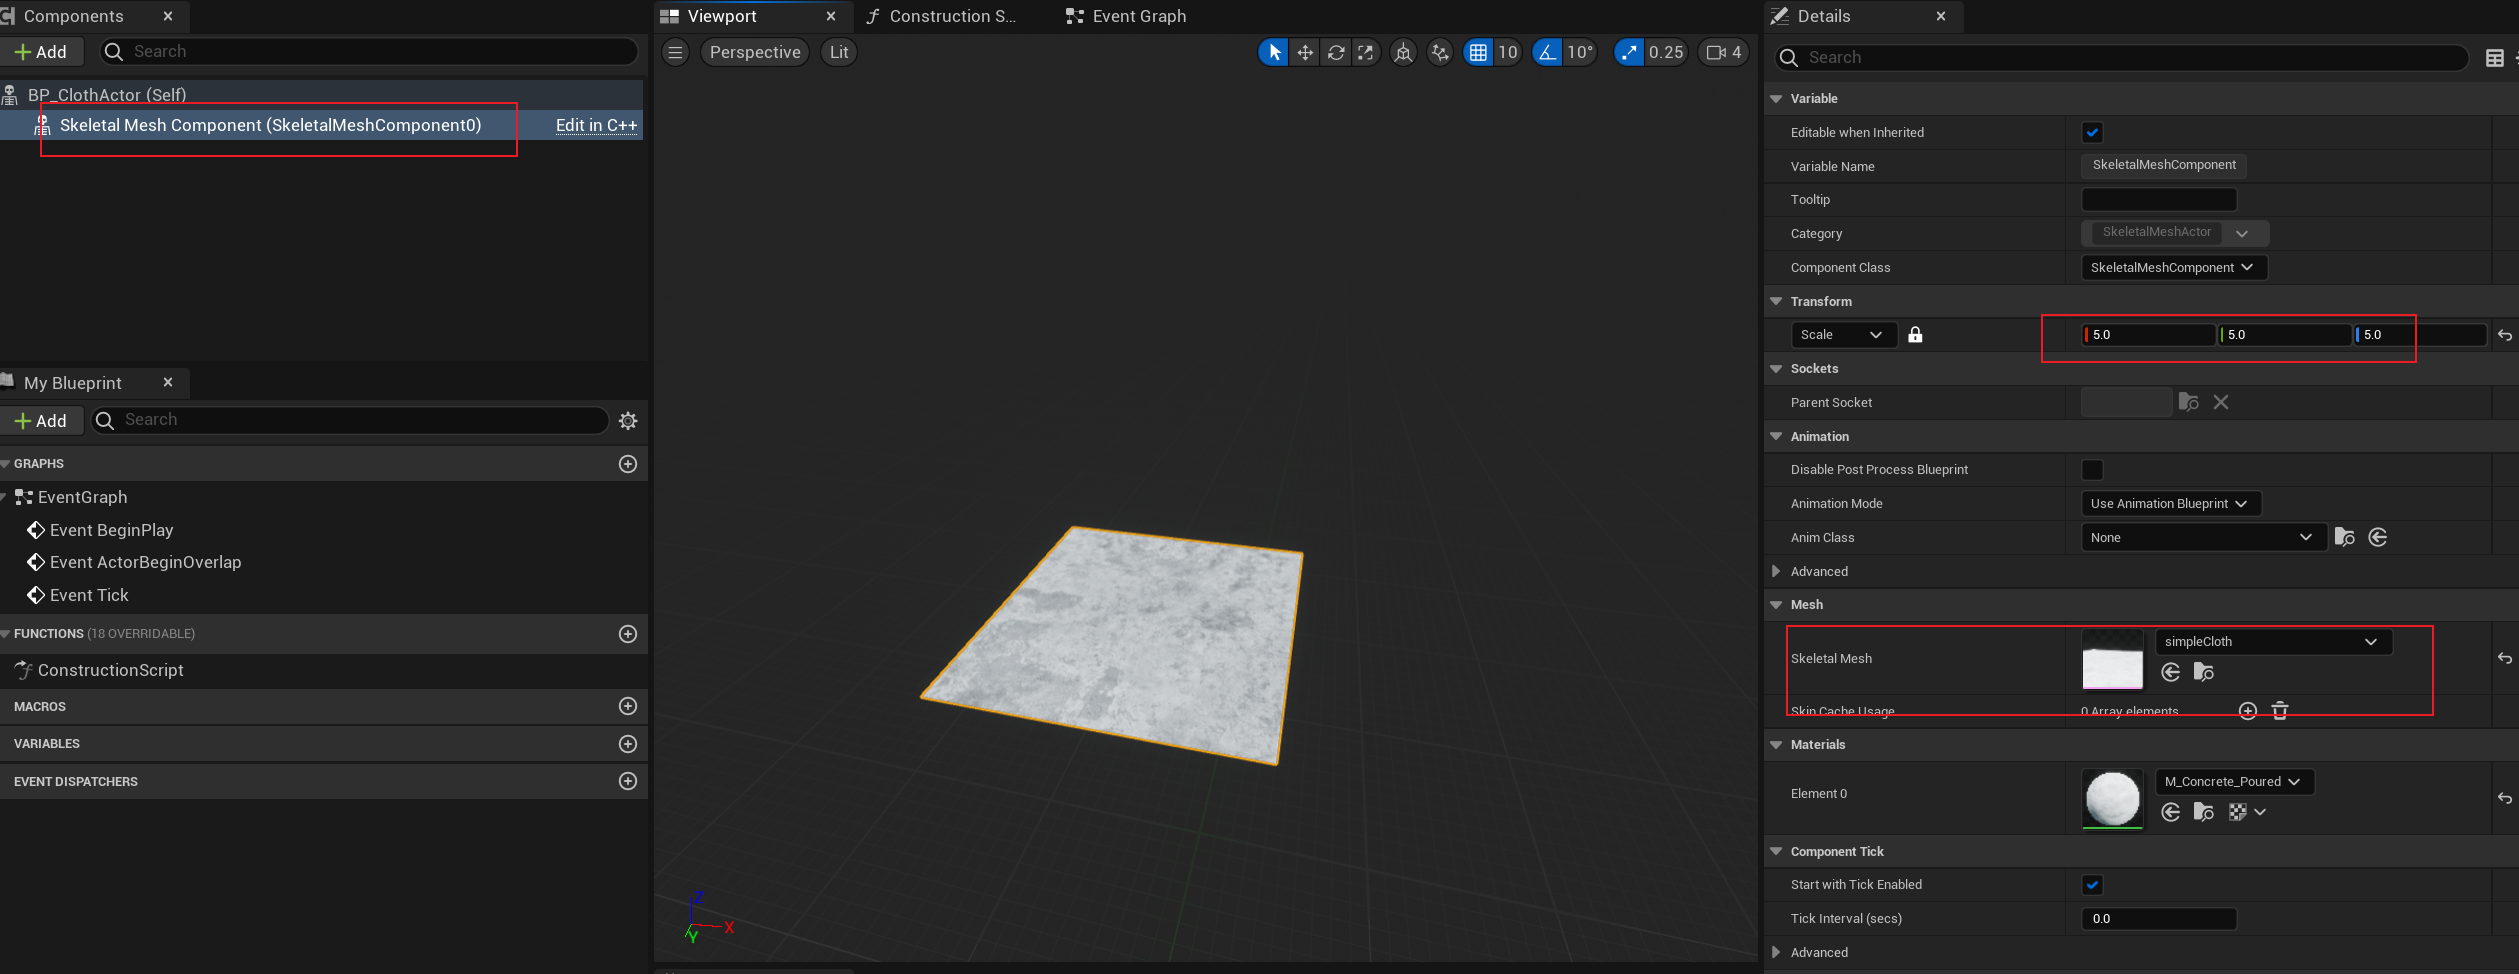 Components
Add
Search
BP_ClothActor (Self)
Skeletal Mesh Component (SkeletalMeshComponent0)
Edit in C++
My Blueprint
Add
Search
GRAPHS
EventGraph
Event BeginPlay
Event ActorBeginOverlap
Event Tick
FUNCTIONS (18 OVERRIDABLE)
ConstructionScript
MACROS
VARIABLES
EVENT DISPATCHERS
Viewport
Construction S...
Event Graph
Perspective
Lit
10
10°
0.25
4
Z
X
Y
Details
Search
Variable
Editable when Inherited
Variable Name
SkeletalMeshComponent
Tooltip
Category
SkeletalMeshActor
Component Class
SkeletalMeshComponent
Transform
Scale
5.0
5.0
5.0
Sockets
Parent Socket
Animation
Disable Post Process Blueprint
Animation Mode
Use Animation Blueprint
Anim Class
None
Advanced
Mesh
Skeletal Mesh
simpleCloth
Skin Cache Usage
0 Array elements
Materials
Element 0
M_Concrete_Poured
Component Tick
Start with Tick Enabled
Tick Interval (secs)
0.0
Advanced